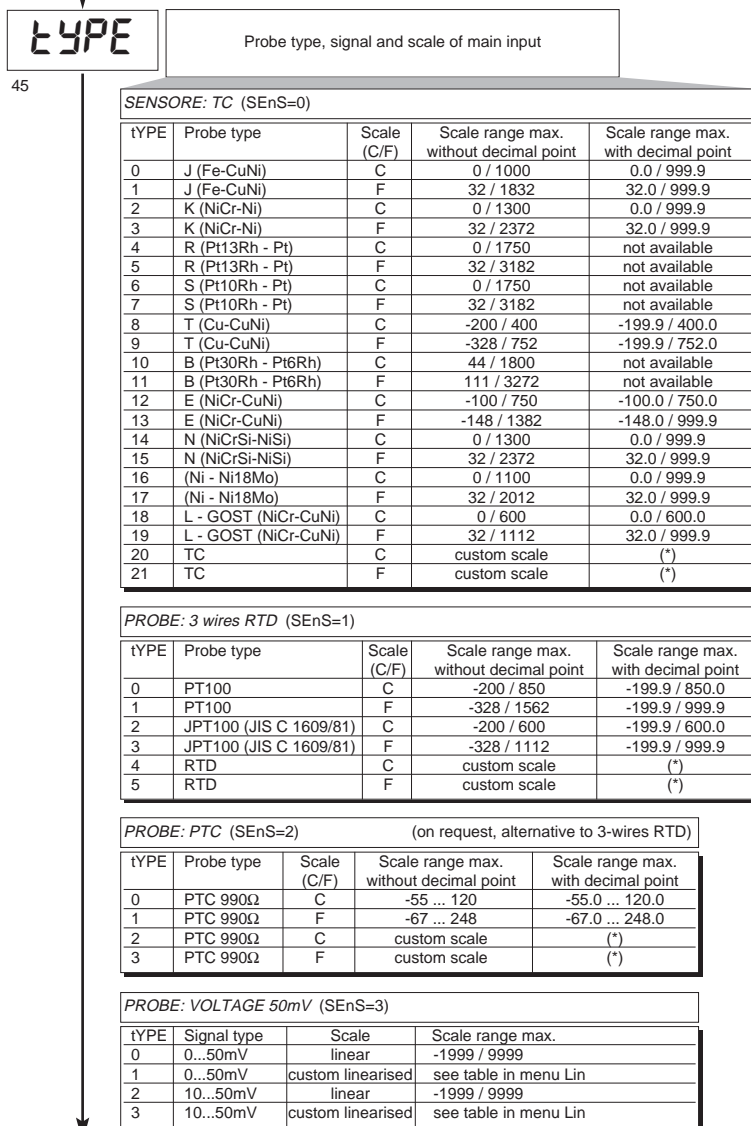 tYPE
Probe type, signal and scale of main input
45
SENSORE: TC (SEnS=0)
tYPE Probe type Scale (C/F) Scale range max. without decimal point Scale range max. with decimal point
0 J (Fe-CuNi) C 0 / 1000 0.0 / 999.9
1 J (Fe-CuNi) F 32 / 1832 32.0 / 999.9
2 K (NiCr-Ni) C 0 / 1300 0.0 / 999.9
3 K (NiCr-Ni) F 32 / 2372 32.0 / 999.9
4 R (Pt13Rh - Pt) C 0 / 1750 not available
5 R (Pt13Rh - Pt) F 32 / 3182 not available
6 S (Pt10Rh - Pt) C 0 / 1750 not available
7 S (Pt10Rh - Pt) F 32 / 3182 not available
8 T (Cu-CuNi) C -200 / 400 -199.9 / 400.0
9 T (Cu-CuNi) F -328 / 752 -199.9 / 752.0
10 B (Pt30Rh - Pt6Rh) C 44 / 1800 not available
11 B (Pt30Rh - Pt6Rh) F 111 / 3272 not available
12 E (NiCr-CuNi) C -100 / 750 -100.0 / 750.0
13 E (NiCr-CuNi) F -148 / 1382 -148.0 / 999.9
14 N (NiCrSi-NiSi) C 0 / 1300 0.0 / 999.9
15 N (NiCrSi-NiSi) F 32 / 2372 32.0 / 999.9
16 (Ni - Ni18Mo) C 0 / 1100 0.0 / 999.9
17 (Ni - Ni18Mo) F 32 / 2012 32.0 / 999.9
18 L - GOST (NiCr-CuNi) C 0 / 600 0.0 / 600.0
19 L - GOST (NiCr-CuNi) F 32 / 1112 32.0 / 999.9
20 TC C custom scale (*)
21 TC F custom scale (*)
PROBE: 3 wires RTD (SEnS=1)
tYPE Probe type Scale (C/F) Scale range max. without decimal point Scale range max. with decimal point
0 PT100 C -200 / 850 -199.9 / 850.0
1 PT100 F -328 / 1562 -199.9 / 999.9
2 JPT100 (JIS C 1609/81) C -200 / 600 -199.9 / 600.0
3 JPT100 (JIS C 1609/81) F -328 / 1112 -199.9 / 999.9
4 RTD C custom scale (*)
5 RTD F custom scale (*)
PROBE: PTC (SEnS=2) (on request, alternative to 3-wires RTD)
tYPE Probe type Scale (C/F) Scale range max. without decimal point Scale range max. with decimal point
0 PTC 990Ω C -55 ... 120 -55.0 ... 120.0
1 PTC 990Ω F -67 ... 248 -67.0 ... 248.0
2 PTC 990Ω C custom scale (*)
3 PTC 990Ω F custom scale (*)
PROBE: VOLTAGE 50mV (SEnS=3)
tYPE Signal type Scale Scale range max.
0 0...50mV linear -1999 / 9999
1 0...50mV custom linearised see table in menu Lin
2 10...50mV linear -1999 / 9999
3 10...50mV custom linearised see table in menu Lin